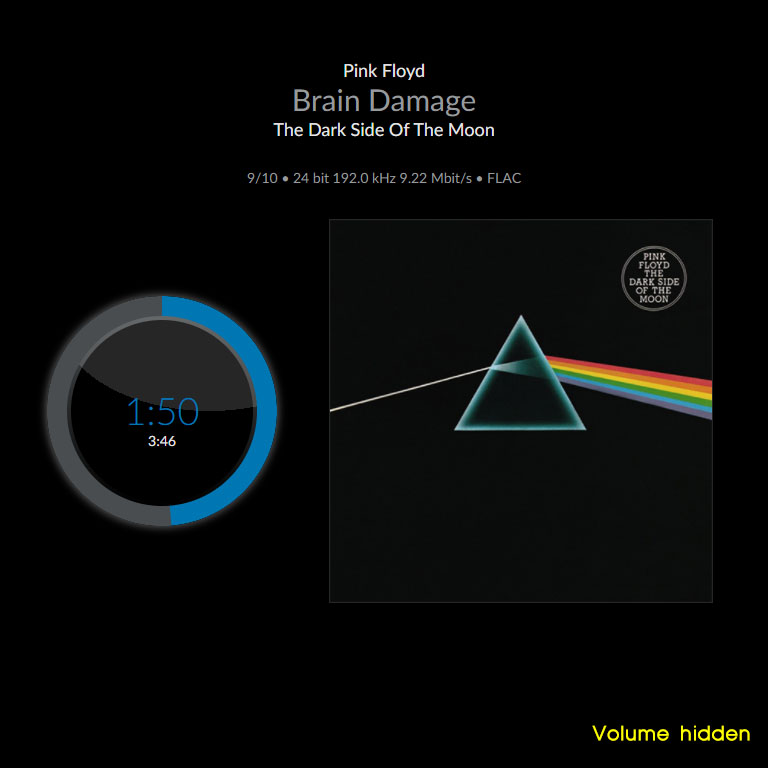 Pink Floyd
Brain Damage
The Dark Side Of The Moon
9/10 • 24 bit 192.0 kHz 9.22 Mbit/s • FLAC
PINK
FLOYD
THE
DARK SIDE
OF THE
MOON
1:50
3:46
Volume hidden